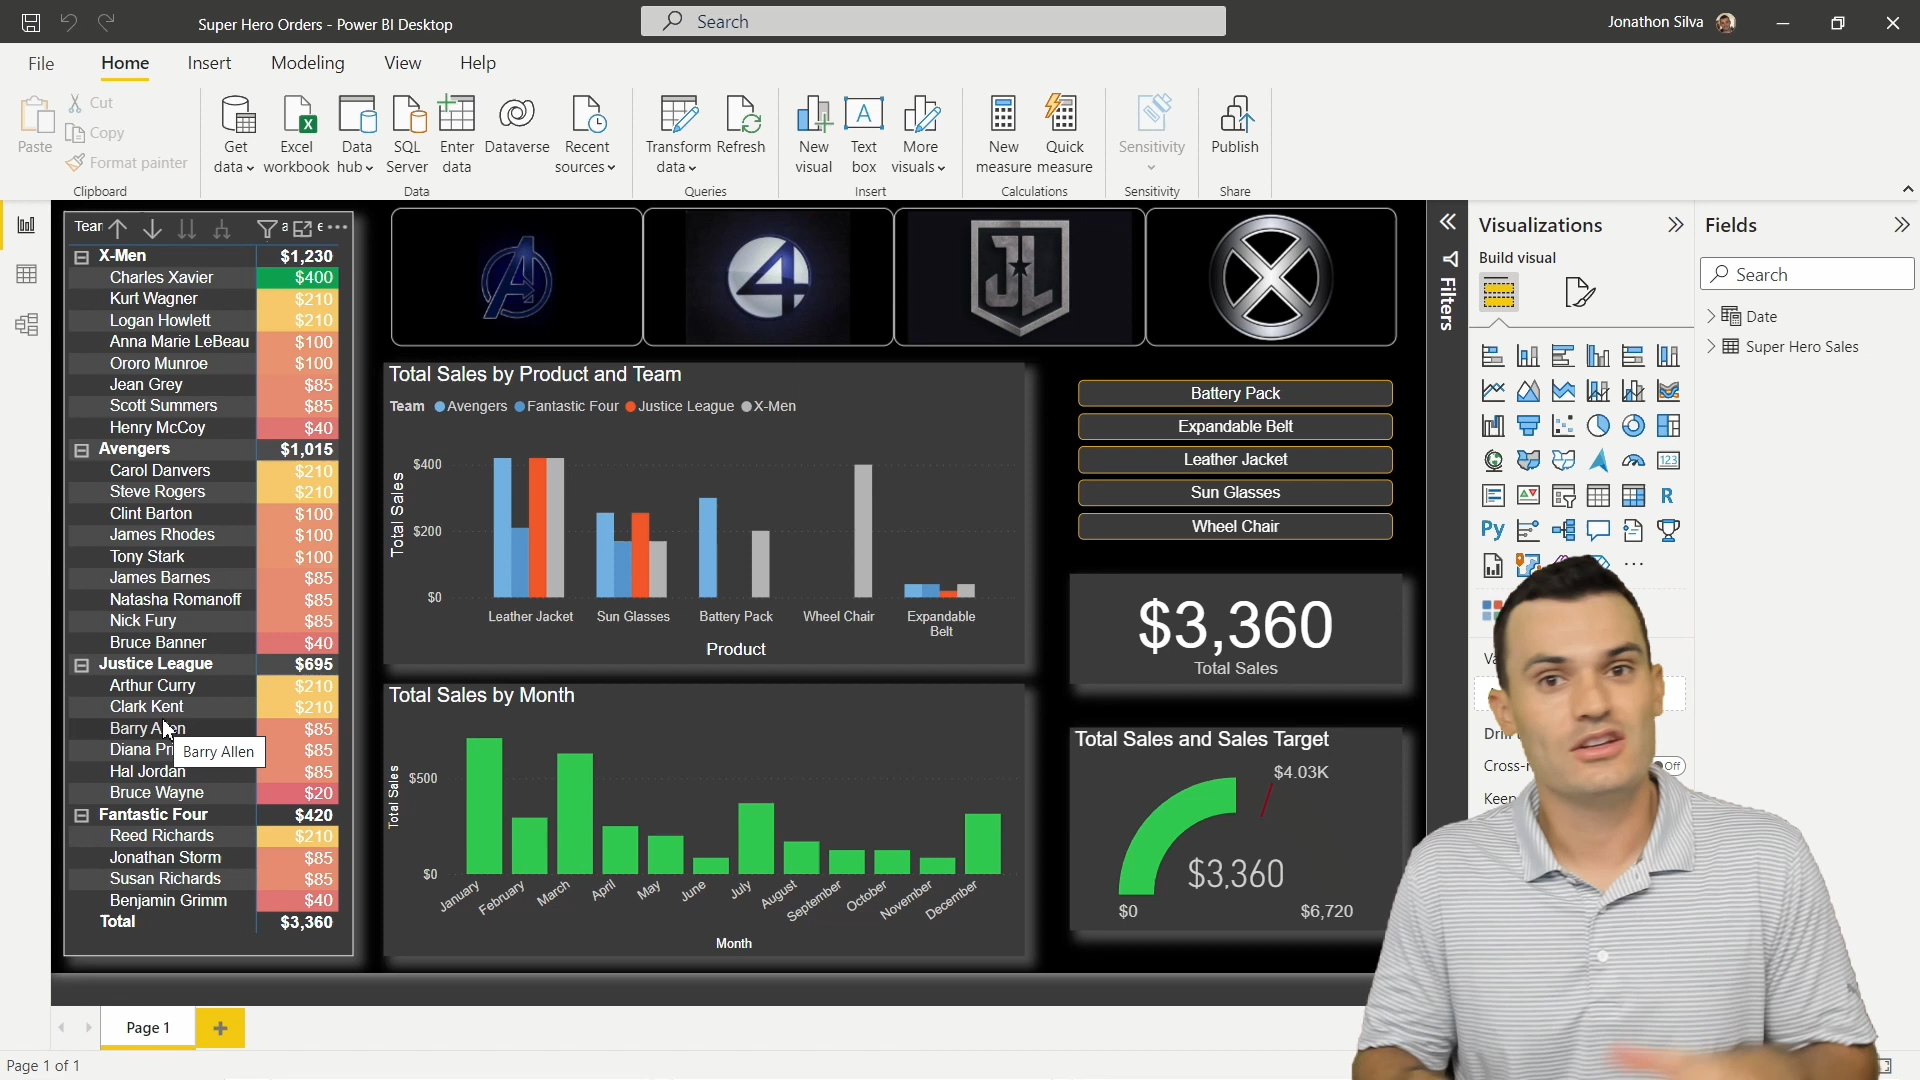 Super Hero Orders - Power BI Desktop
Search
Jonathon Silva
File Home Insert Modeling View Help
Paste
Cut
Copy
Format painter
Clipboard
Get data
Excel workbook
Data hub
SQL Server
Enter data
Dataverse
Recent sources
Data
Transform data
Refresh
Queries
New visual
Text box
More visuals
Insert
New measure
Quick measure
Calculations
Sensitivity
Sensitivity
Publish
Share
X-Men $1,230
Charles Xavier $400
Kurt Wagner $210
Logan Howlett $210
Anna Marie LeBeau $100
Ororo Munroe $100
Jean Grey $85
Scott Summers $85
Henry McCoy $40
Avengers $1,015
Carol Danvers $210
Steve Rogers $210
Clint Barton $100
James Rhodes $100
Tony Stark $100
James Barnes $85
Natasha Romanoff $85
Nick Fury $85
Bruce Banner $40
Justice League $695
Arthur Curry $210
Clark Kent $210
Barry Allen $85
Barry Allen
Diana Pri $85
Hal Jordan $85
Bruce Wayne $20
Fantastic Four $420
Reed Richards $210
Jonathan Storm $85
Susan Richards $85
Benjamin Grimm $40
Total $3,360
A
4
JL
X
Total Sales by Product and Team
Team Avengers Fantastic Four Justice League X-Men
Total Sales
$400
$200
$0
Leather Jacket
Sun Glasses
Battery Pack
Wheel Chair
Expandable Belt
Product
Total Sales by Month
Total Sales
$500
$0
January
February
March
April
May
June
July
August
September
October
November
December
Month
Battery Pack
Expandable Belt
Leather Jacket
Sun Glasses
Wheel Chair
$3,360
Total Sales
Total Sales and Sales Target
$4.03K
$3,360
$0
$6,720
Filters
Visualizations
Build visual
123
R
Py
Off
Fields
Search
Date
Super Hero Sales
Page 1
Page 1 of 1